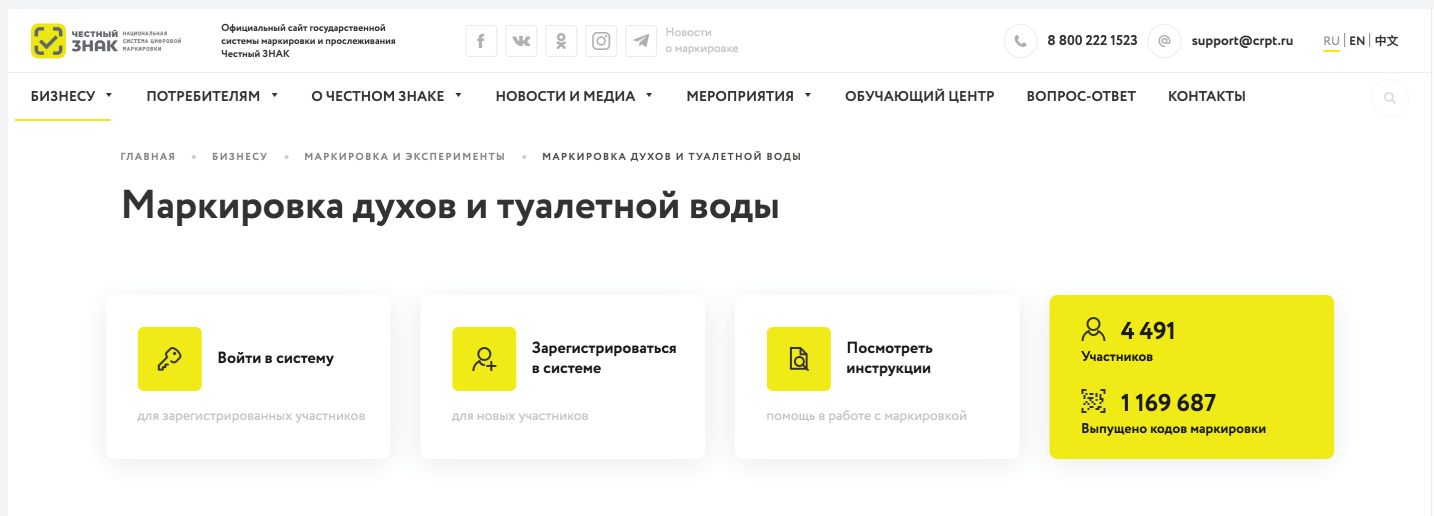 ЧЕСТНЫЙ
ЗНАК
НАЦИОНАЛЬНАЯ
СИСТЕМА ЦИФРОВОЙ
МАРКИРОВКИ
Официальный сайт государственной
системы маркировки и прослеживания
Честный ЗНАК
Новости
о маркировке
8 800 222 1523
support@crpt.ru
RU | EN | 中文
БИЗНЕСУ ПОТРЕБИТЕЛЯМ О ЧЕСТНОМ ЗНАКЕ НОВОСТИ И МЕДИА МЕРОПРИЯТИЯ ОБУЧАЮЩИЙ ЦЕНТР ВОПРОС-ОТВЕТ КОНТАКТЫ
ГЛАВНАЯ • БИЗНЕСУ • МАРКИРОВКА И ЭКСПЕРИМЕНТЫ • МАРКИРОВКА ДУХОВ И ТУАЛЕТНОЙ ВОДЫ
Маркировка духов и туалетной воды
Войти в систему
для зарегистрированных участников
Зарегистрироваться
в системе
для новых участников
Посмотреть
инструкции
помощь в работе с маркировкой
4 491
Участников
1 169 687
Выпущено кодов маркировки